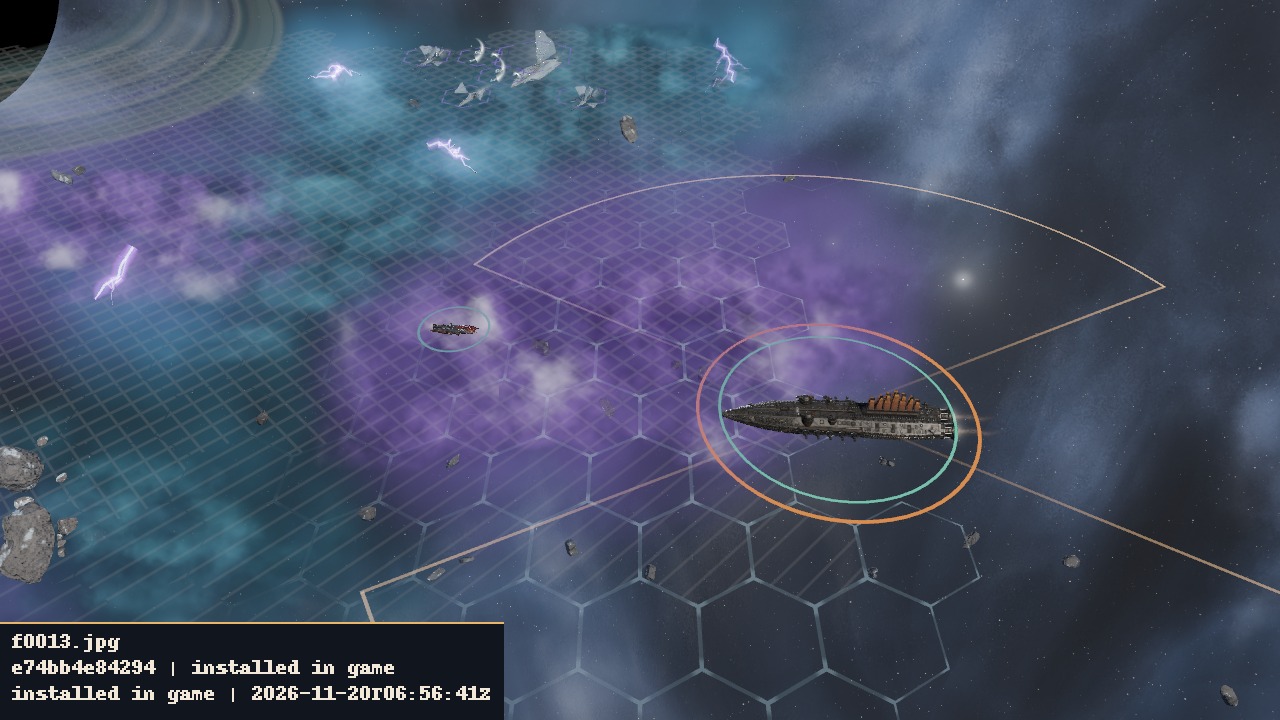 f0013.jpg
e74bb4e84294 | installed in game
installed in game | 2026-11-20T06:56:41Z